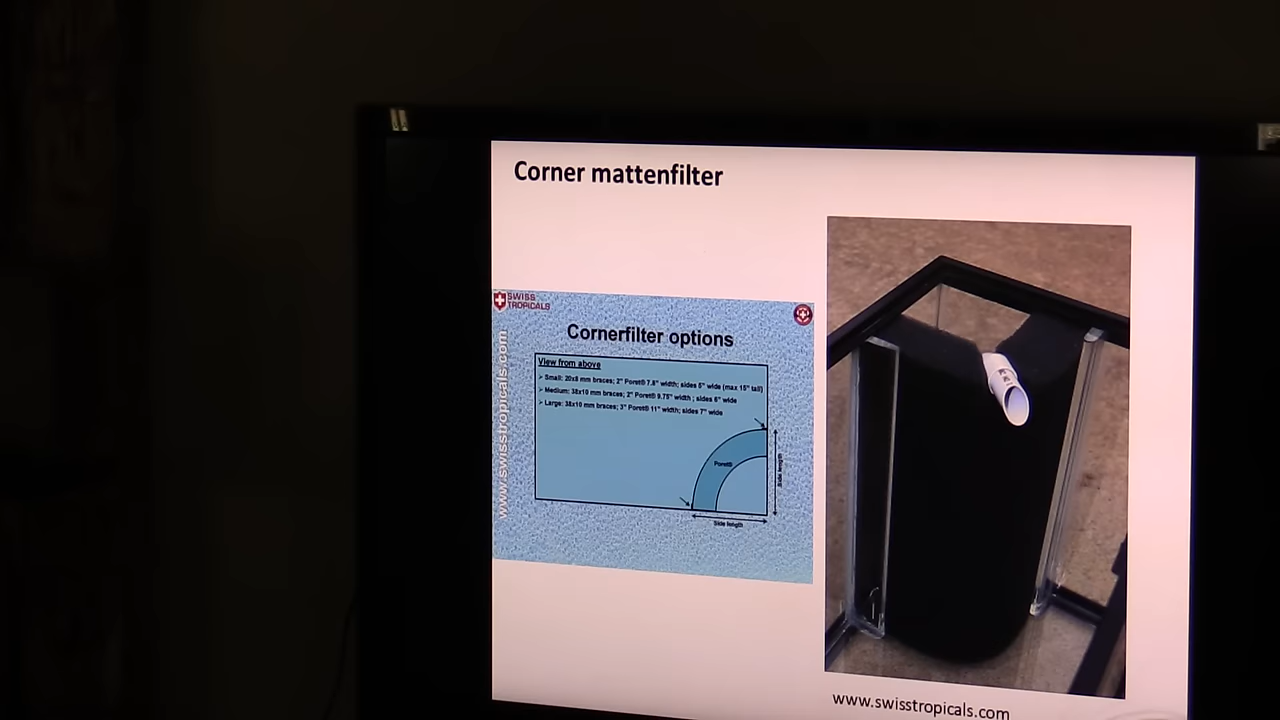 Corner mattenfilter
SWISS
TROPICALS
Cornerfilter options
View from above
➢ Small: 20x8 mm braces; 2" Poret® 7.8" width; sides 5" wide (max 15" tall)
➢ Medium: 38x10 mm braces; 2" Poret® 9.75" width ; sides 6" wide
➢ Large: 38x10 mm braces; 3" Poret® 11" width; sides 7" wide
Poret®
Side length
Side length
www.swisstropicals.com
www.swisstropicals.com